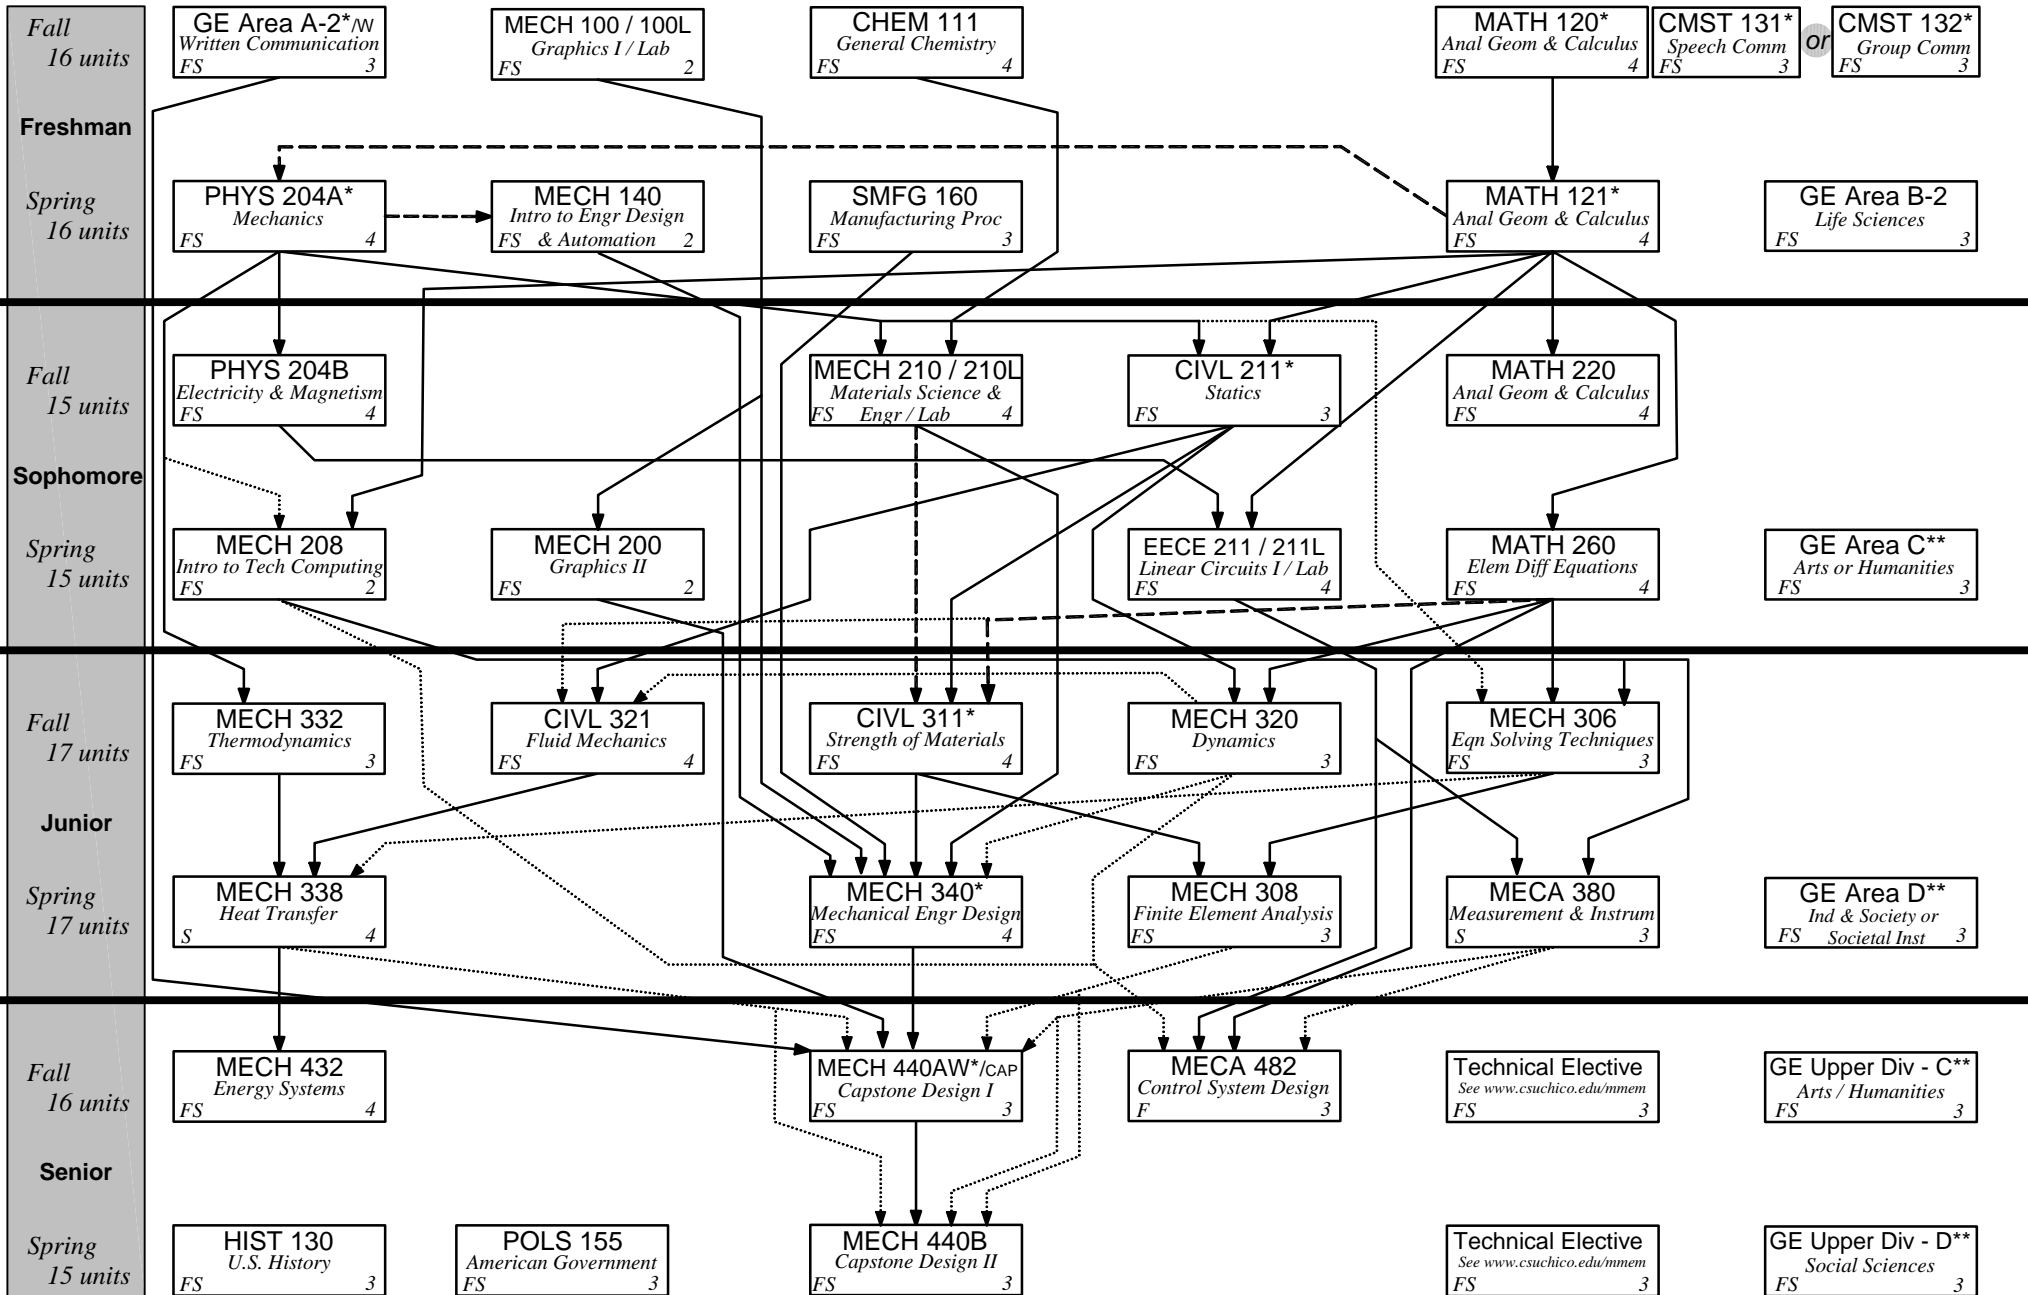 Fall
16 units
GE Area A-2*/W
Written Communication
FS 3
MECH 100 / 100L
Graphics I / Lab
FS 2
CHEM 111
General Chemistry
FS 4
MATH 120*
Anal Geom & Calculus
FS 4
CMST 131*
Speech Comm
FS 3
or
CMST 132*
Group Comm
FS 3
Freshman
Spring
16 units
PHYS 204A*
Mechanics
FS 4
MECH 140
Intro to Engr Design
FS & Automation 2
SMFG 160
Manufacturing Proc
FS 3
MATH 121*
Anal Geom & Calculus
FS 4
GE Area B-2
Life Sciences
FS 3
Fall
15 units
PHYS 204B
Electricity & Magnetism
FS 4
MECH 210 / 210L
Materials Science &
FS Engr / Lab 4
CIVL 211*
Statics
FS 3
MATH 220
Anal Geom & Calculus
FS 4
Sophomore
Spring
15 units
MECH 208
Intro to Tech Computing
FS 2
MECH 200
Graphics II
FS 2
EECE 211 / 211L
Linear Circuits I / Lab
FS 4
MATH 260
Elem Diff Equations
FS 4
GE Area C**
Arts or Humanities
FS 3
Fall
17 units
MECH 332
Thermodynamics
FS 3
CIVL 321
Fluid Mechanics
FS 4
CIVL 311*
Strength of Materials
FS 4
MECH 320
Dynamics
FS 3
MECH 306
Eqn Solving Techniques
FS 3
Junior
Spring
17 units
MECH 338
Heat Transfer
S 4
MECH 340*
Mechanical Engr Design
FS 4
MECH 308
Finite Element Analysis
FS 3
MECA 380
Measurement & Instrum
S 3
GE Area D**
Ind & Society or
FS Societal Inst 3
Fall
16 units
MECH 432
Energy Systems
FS 4
MECH 440AW*/CAP
Capstone Design I
FS 3
MECA 482
Control System Design
F 3
Technical Elective
See www.csuchico.edu/mmem
FS 3
GE Upper Div - C**
Arts / Humanities
FS 3
Senior
Spring
15 units
HIST 130
U.S. History
FS 3
POLS 155
American Government
FS 3
MECH 440B
Capstone Design II
FS 3
Technical Elective
See www.csuchico.edu/mmem
FS 3
GE Upper Div - D**
Social Sciences
FS 3